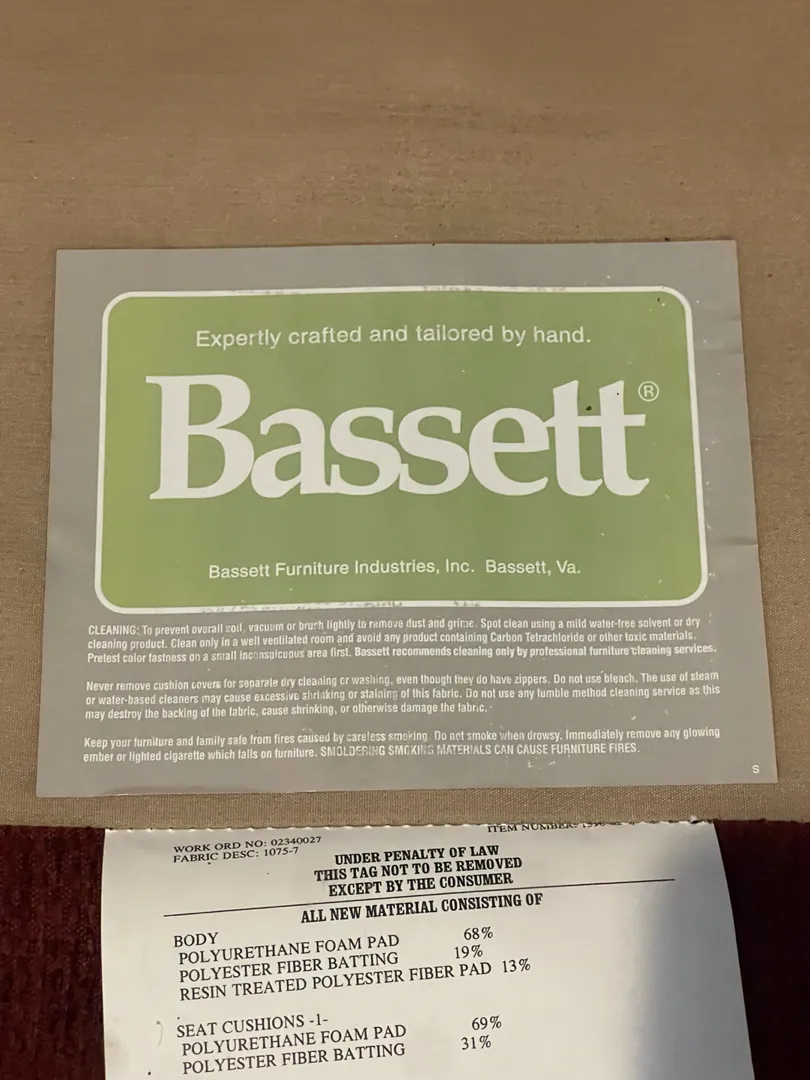 Expertly crafted and tailored by hand.
Bassett®
Bassett Furniture Industries, Inc. Bassett, Va.
CLEANING: To prevent overall soil, vacuum or brush lightly to remove dust and grime. Spot clean using a mild water-free solvent or dry
cleaning product. Clean only in a well ventilated room and avoid any product containing Carbon Tetrachloride or other toxic materials.
Pretest color fastness on a small inconspicuous area first. Bassett recommends cleaning only by professional furniture cleaning services.
Never remove cushion covers for separate dry cleaning or washing, even though they do have zippers. Do not use bleach. The use of steam
or water-based cleaners may cause excessive shrinking or staining of this fabric. Do not use any tumble method cleaning service as this
may destroy the backing of the fabric, cause shrinking, or otherwise damage the fabric.
Keep your furniture and family safe from fires caused by careless smoking. Do not smoke when drowsy. Immediately remove any glowing
ember or lighted cigarette which falls on furniture. SMOLDERING SMOKING MATERIALS CAN CAUSE FURNITURE FIRES.
S
WORK ORD NO: 02340027
ITEM NUMBER:
FABRIC DESC: 1075-7
UNDER PENALTY OF LAW
THIS TAG NOT TO BE REMOVED
EXCEPT BY THE CONSUMER
ALL NEW MATERIAL CONSISTING OF
BODY
POLYURETHANE FOAM PAD 68%
POLYESTER FIBER BATTING 19%
RESIN TREATED POLYESTER FIBER PAD 13%
SEAT CUSHIONS -1-
POLYURETHANE FOAM PAD 69%
POLYESTER FIBER BATTING 31%